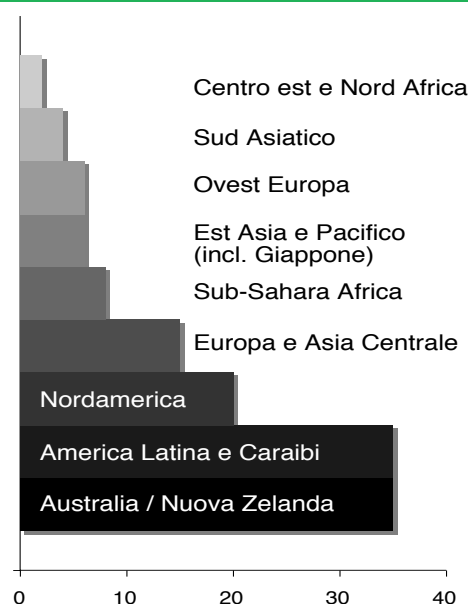 Centro est e Nord Africa
Sud Asiatico
Ovest Europa
Est Asia e Pacifico
(incl. Giappone)
Sub-Sahara Africa
Europa e Asia Centrale
Nordamerica
America Latina e Caraibi
Australia / Nuova Zelanda
0 10 20 30 40